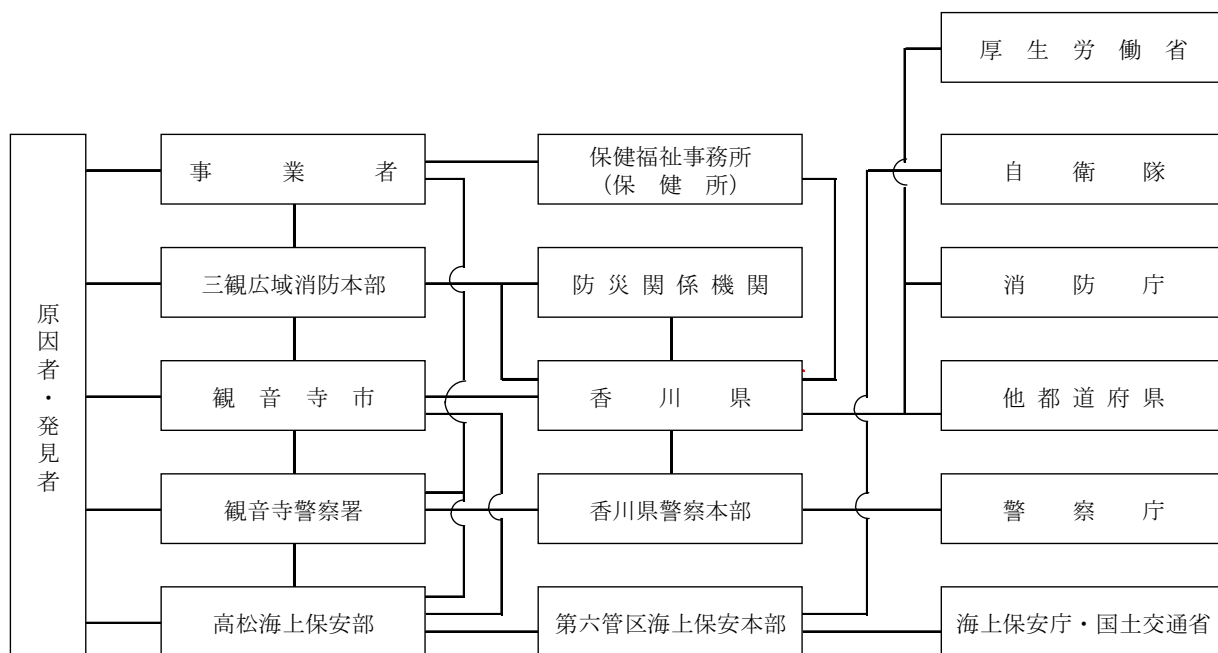 厚生労働省
事業者
保健福祉事務所
(保健所)
自衛隊
三観広域消防本部
防災関係機関
消防庁
原因者・発見者
観音寺市
香川県
他都道府県
観音寺警察署
香川県警察本部
警察庁
高松海上保安部
第六管区海上保安本部
海上保安庁・国土交通省